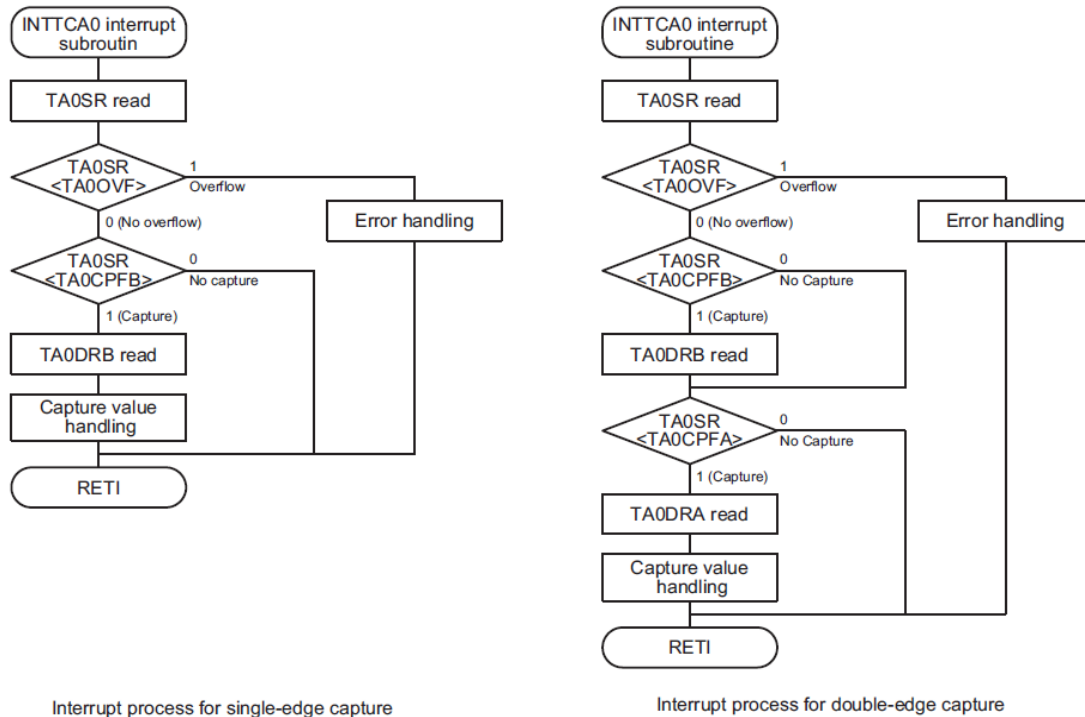 INTTCA0 interrupt
subroutin
TA0SR read
TA0SR
<TA0OVF>
1
Overflow
Error handling
0 (No overflow)
TA0SR
<TA0CPFB>
0
No capture
1 (Capture)
TA0DRB read
Capture value
handling
RETI
Interrupt process for single-edge capture
INTTCA0 interrupt
subroutine
TA0SR read
TA0SR
<TA0OVF>
1
Overflow
Error handling
0 (No overflow)
TA0SR
<TA0CPFB>
0
No Capture
1 (Capture)
TA0DRB read
TA0SR
<TA0CPFA>
0
No Capture
1 (Capture)
TA0DRA read
Capture value
handling
RETI
Interrupt process for double-edge capture